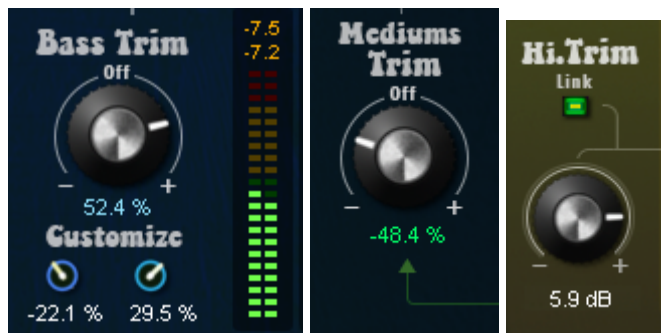 Bass Trim
Off
- +
52.4 %
Customize
-22.1 % 29.5 %
-7.5
-7.2
Mediums
Trim
Off
- +
-48.4 %
Hi.Trim
Link
- +
5.9 dB